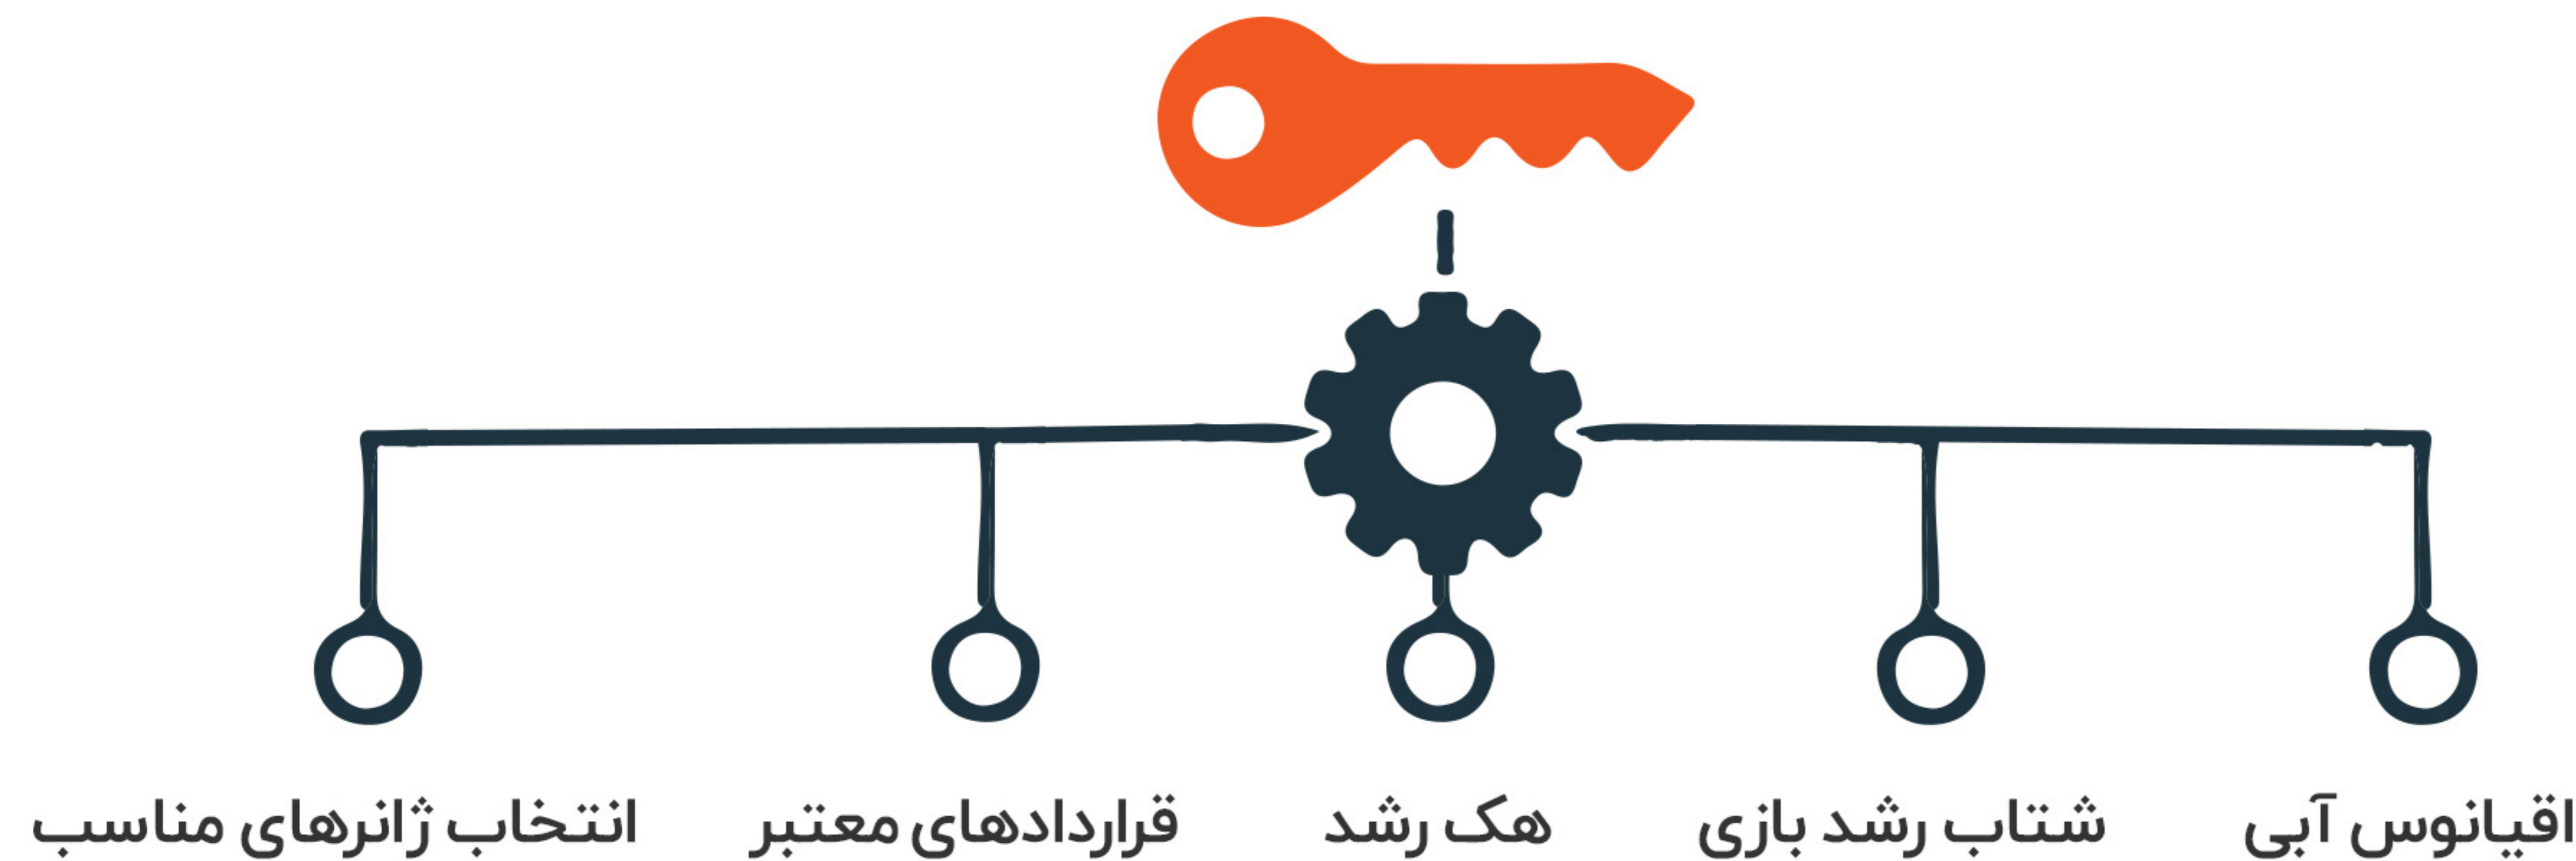 اقیانوس آبی
شتاب رشد بازی
هک رشد
قراردادهای معتبر
انتخاب ژانرهای مناسب